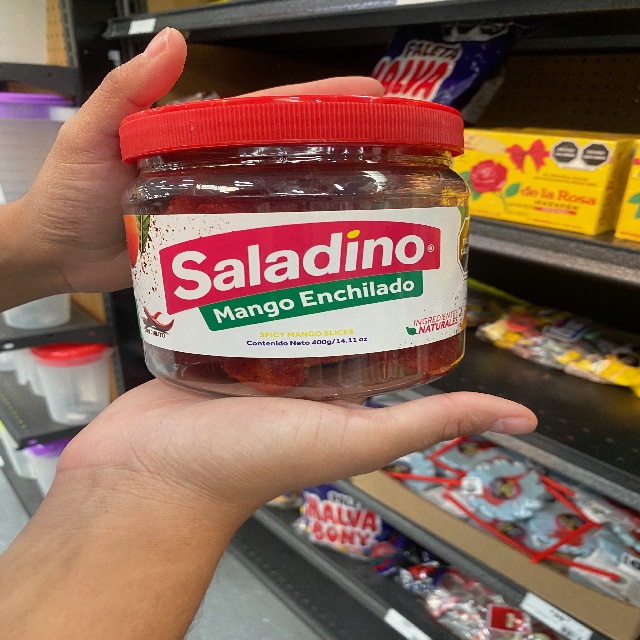 PALETA
MALVA
de la Rosa
Saladino®
Mango Enchilado
SPICY MANGO SLICES
Contenido Neto 400g/14.11 oz
INGREDIENTES
NATURALES
MALVA
BONY